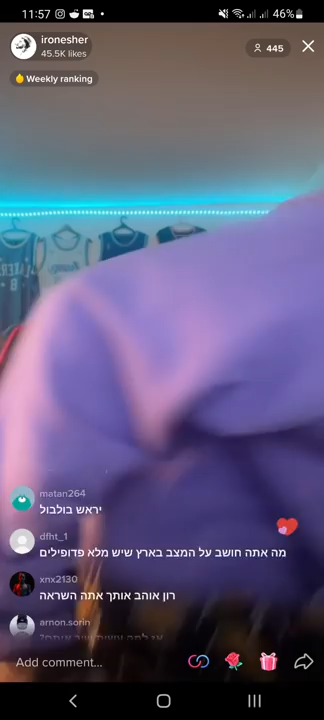 11:57
46%
ironesher
45.5K likes
445
Weekly ranking
matan264
יראש בולבול
dfht_1
מה אתה חושב על המצב בארץ שיש מלא פדופילים
xnx2130
רון אוהב אותך אתה השראה
arnon.sorin
Add comment...